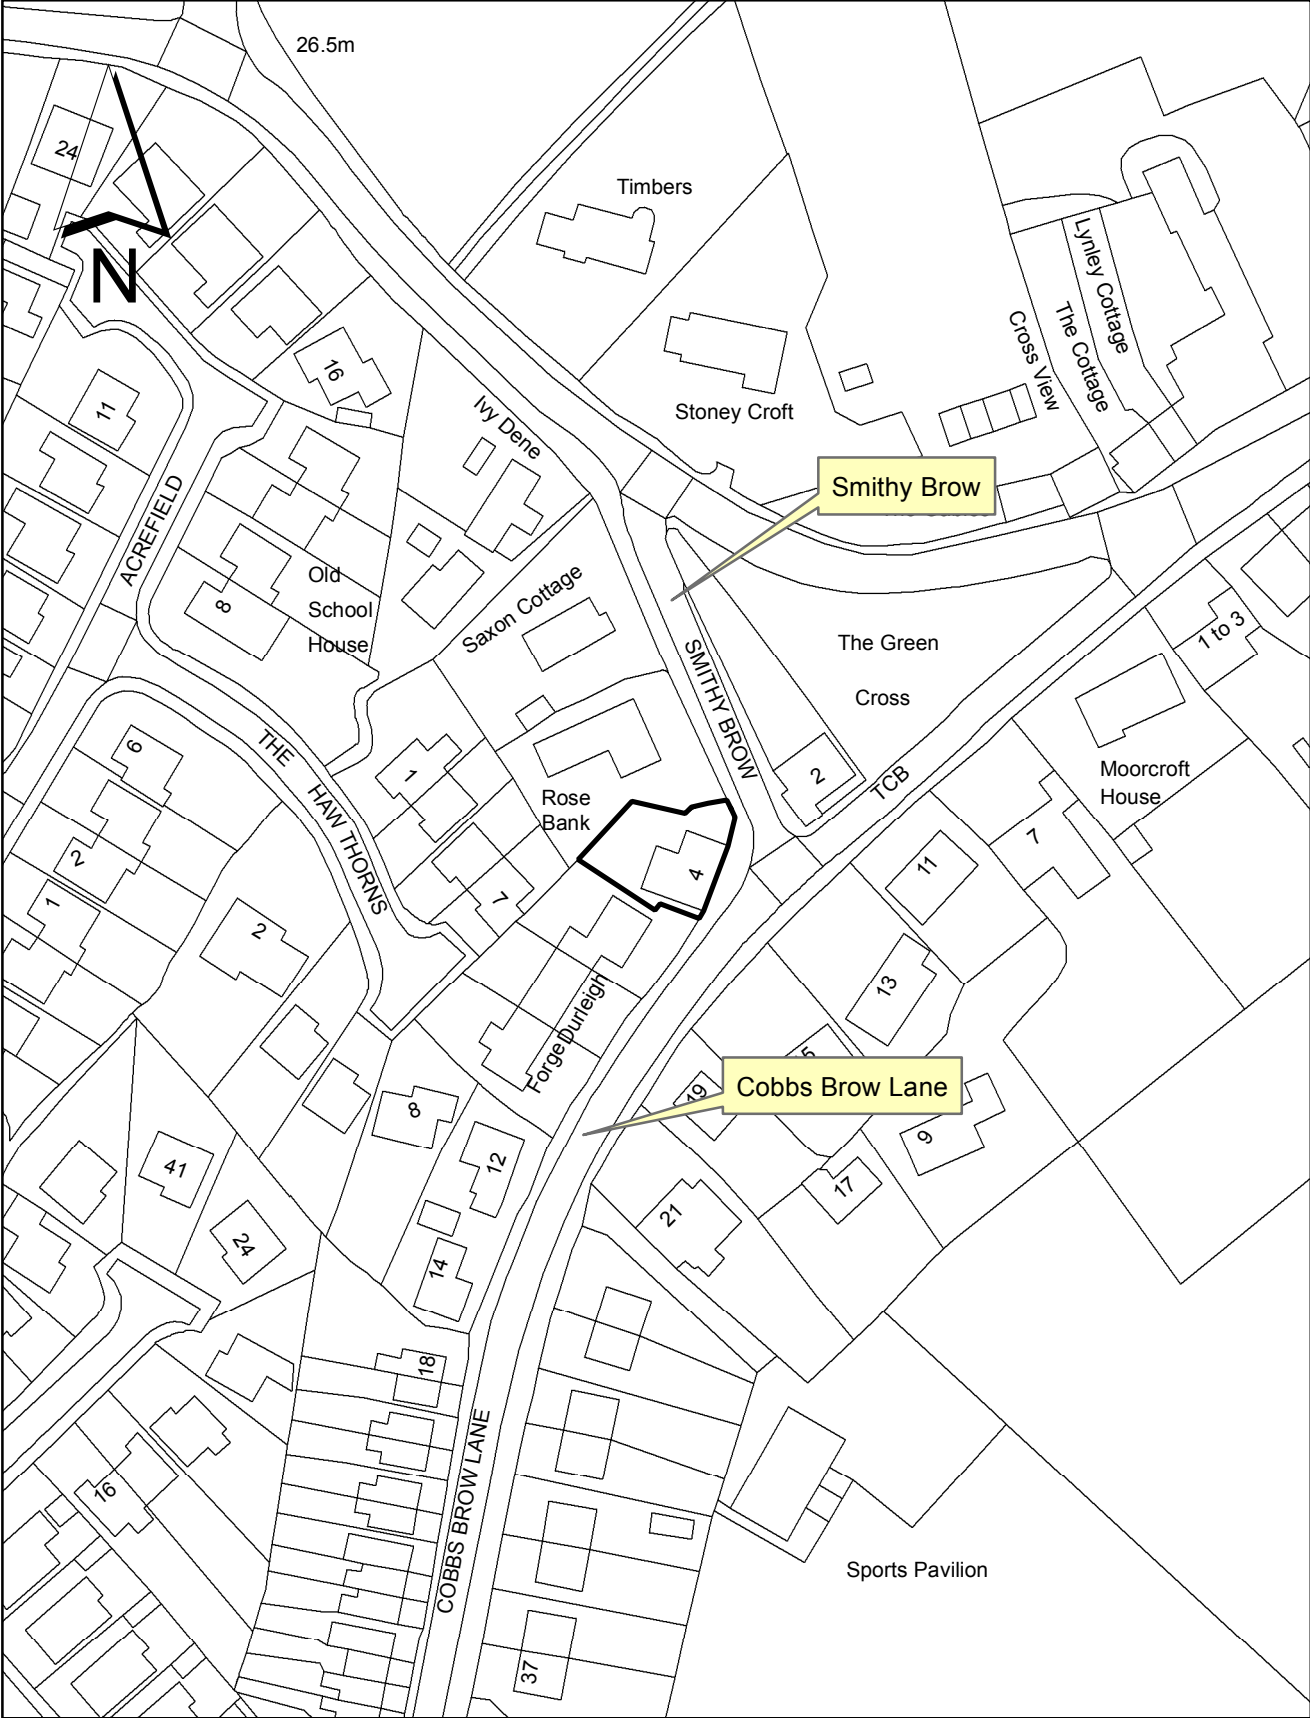 26.5m
24
Timbers
N
Lynley Cottage
The Cottage
Cross View
16
Ivy Dene
Stoney Croft
11
Smithy Brow
ACREFIELD
Old
School
House
8
Saxon Cottage
SMITHY BROW
The Green
Cross
1 to 3
6
THE
HAW THORNS
1
2
TCB
Moorcroft
House
Rose
Bank
2
1
7
4
11
7
2
13
Forge
Durleigh
5
19
Cobbs Brow Lane
8
12
9
41
17
24
21
14
18
COBBS BROW LANE
16
Sports Pavilion
37